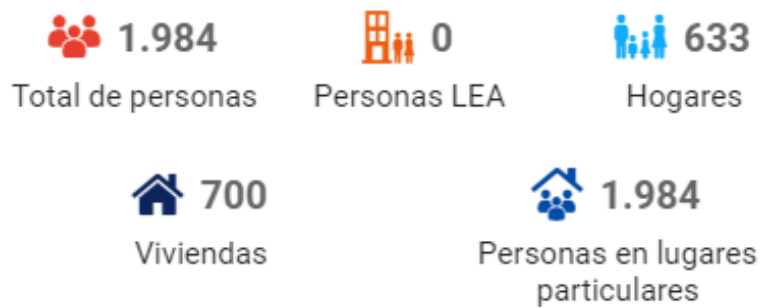 1.984
Total de personas
0
Personas LEA
633
Hogares
700
Viviendas
1.984
Personas en lugares
particulares